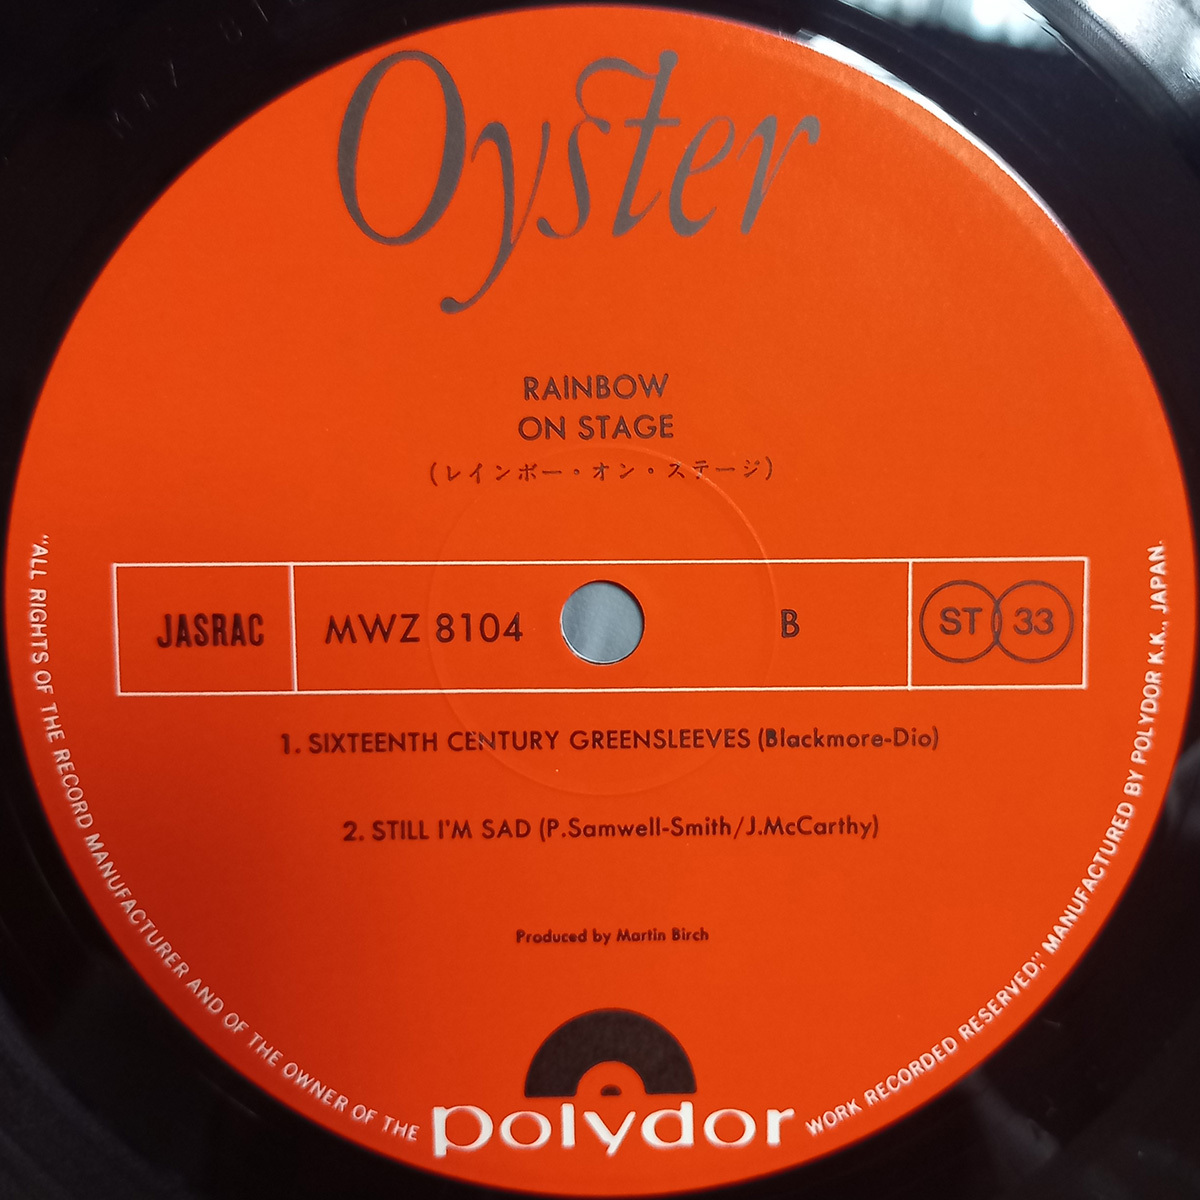 Oyster
RAINBOW
ON STAGE
(レインボー・オン・ステージ)
JASRAC
MWZ 8104
B
ST 33
1. SIXTEENTH CENTURY GREENSLEEVES (Blackmore-Dio)
2. STILL I'M SAD (P.Samwell-Smith/J.McCarthy)
Produced by Martin Birch
polydor
"ALL RIGHTS OF THE RECORD MANUFACTURER AND OF THE OWNER OF THE WORK RECORDED RESERVED," MANUFACTURED BY POLYDOR K.K., JAPAN.